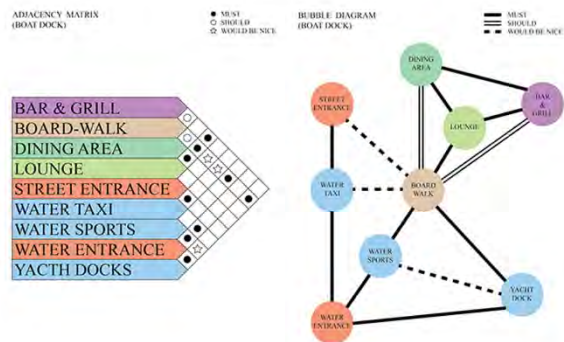 ADJACENCY MATRIX
(BOAT DOCK)
MUST
SHOULD
WOULD BE NICE
BAR & GRILL
BOARD-WALK
DINING AREA
LOUNGE
STREET ENTRANCE
WATER TAXI
WATER SPORTS
WATER ENTRANCE
YACTH DOCKS
BUBBLE DIAGRAM
(BOAT DOCK)
MUST
SHOULD
WOULD BE NICE
DINING
AREA
BAR
&
GRILL
STREET
ENTRANCE
LOUNGE
WATER
TAXI
BOARD
WALK
WATER
SPORTS
YACHT
DOCK
WATER
ENTRANCE